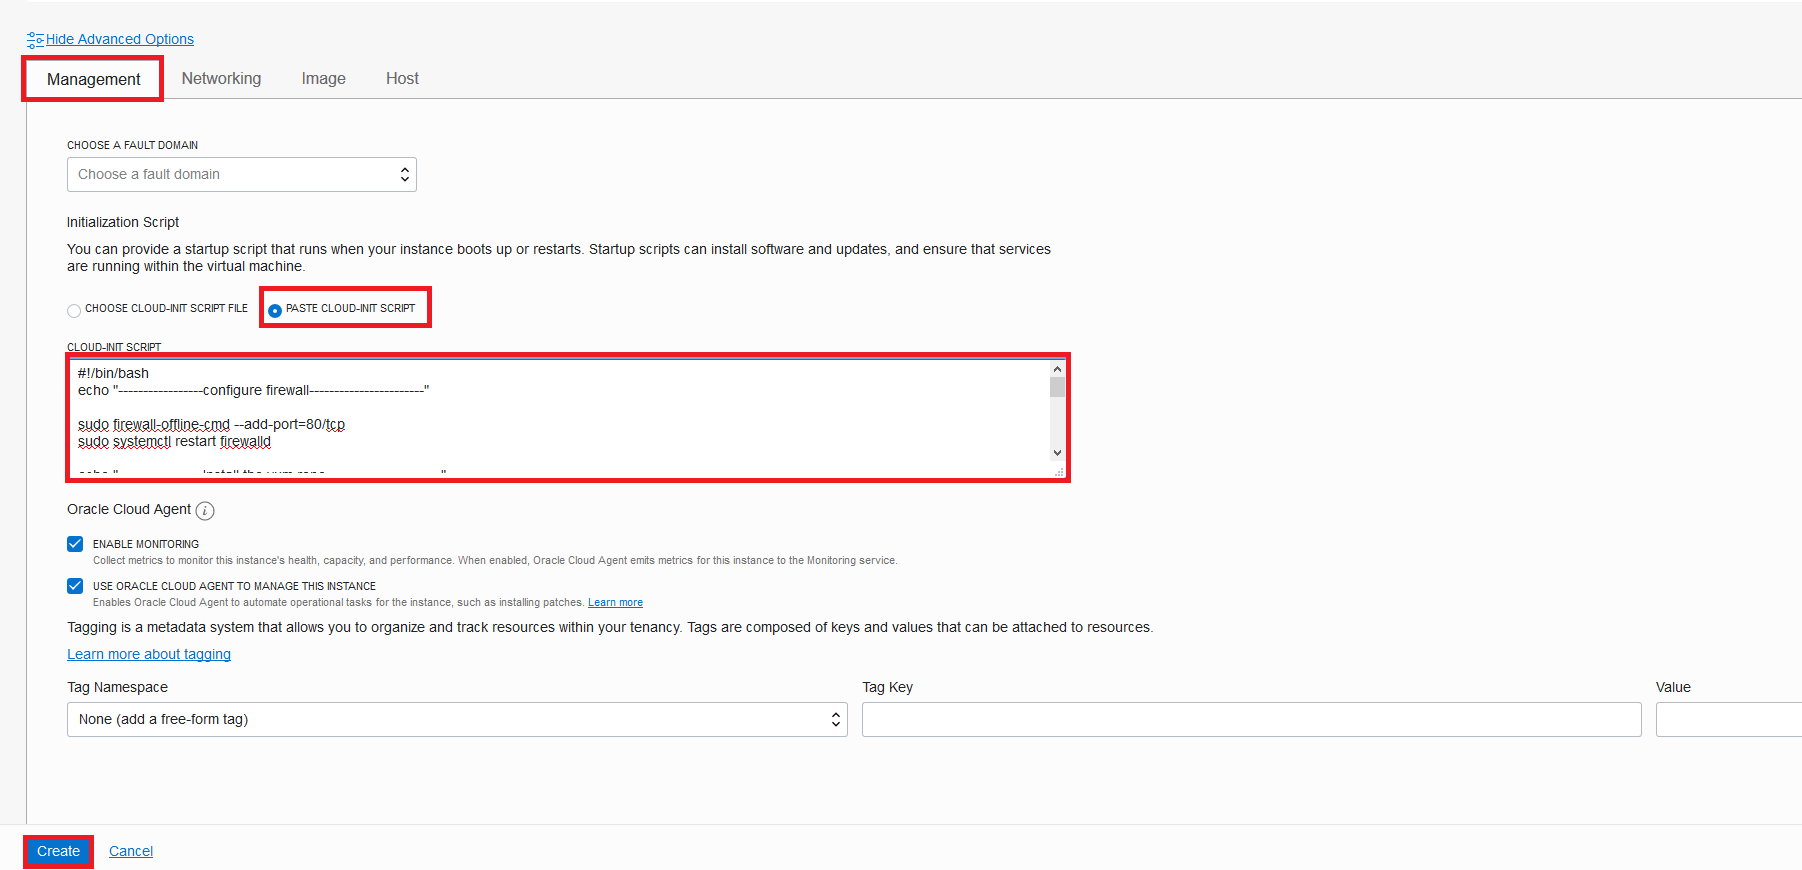 Hide Advanced Options
Management Networking Image Host
CHOOSE A FAULT DOMAIN
Choose a fault domain
Initialization Script
You can provide a startup script that runs when your instance boots up or restarts. Startup scripts can install software and updates, and ensure that services
are running within the virtual machine.
CHOOSE CLOUD-INIT SCRIPT FILE PASTE CLOUD-INIT SCRIPT
CLOUD-INIT SCRIPT
#!/bin/bash
echo "-----------------configure firewall-----------------------"
sudo firewall-offline-cmd --add-port=80/tcp
sudo systemctl restart firewalld
Oracle Cloud Agent i
ENABLE MONITORING
Collect metrics to monitor this instance's health, capacity, and performance. When enabled, Oracle Cloud Agent emits metrics for this instance to the Monitoring service.
USE ORACLE CLOUD AGENT TO MANAGE THIS INSTANCE
Enables Oracle Cloud Agent to automate operational tasks for the instance, such as installing patches. Learn more
Tagging is a metadata system that allows you to organize and track resources within your tenancy. Tags are composed of keys and values that can be attached to resources.
Learn more about tagging
Tag Namespace Tag Key Value
None (add a free-form tag)
Create Cancel